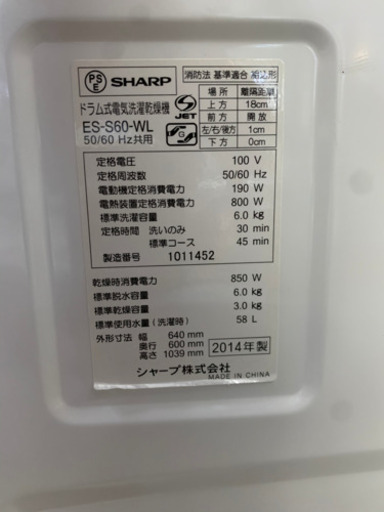 PS
E
SHARP
ドラム式電気洗濯乾燥機
ES-S60-WL
50/60 Hz共用
JET
消防法 基準適合 組込形
場所 離隔距離
上方 18cm
前方 開放
左/右/後方 1cm
下方 0cm
定格電圧 100 V
定格周波数 50/60 Hz
電動機定格消費電力 190 W
電熱装置定格消費電力 800 W
標準洗濯容量 6.0 kg
定格時間 洗いのみ 30 min
標準コース 45 min
製造番号 1011452
乾燥時消費電力 850 W
標準脱水容量 6.0 kg
標準乾燥容量 3.0 kg
標準使用水量（洗濯時） 58 L
外形寸法 幅 640 mm
奥行 600 mm
高さ 1039 mm
2014年製
シャープ株式会社
MADE IN CHINA